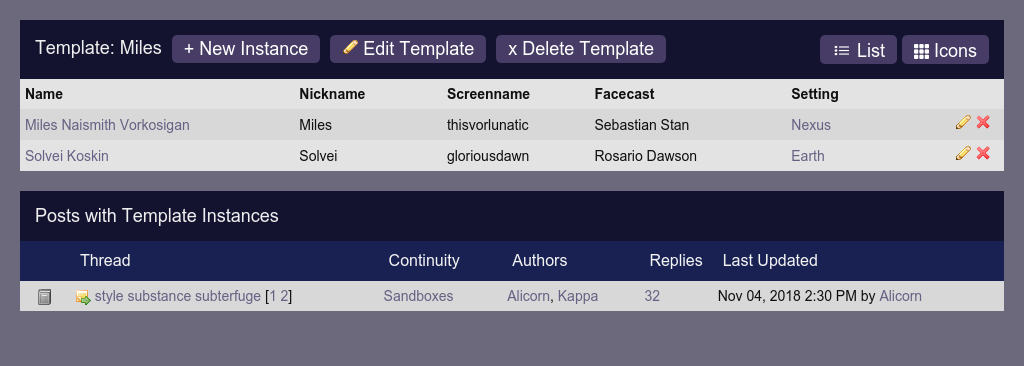 Template: Miles + New Instance Edit Template x Delete Template List Icons
Name Nickname Screenname Facecast Setting
Miles Naismith Vorkosigan Miles thisvorlunatic Sebastian Stan Nexus
Solvei Koskin Solvei gloriousdawn Rosario Dawson Earth
Posts with Template Instances
Thread Continuity Authors Replies Last Updated
style substance subterfuge [1 2] Sandboxes Alicorn, Kappa 32 Nov 04, 2018 2:30 PM by Alicorn